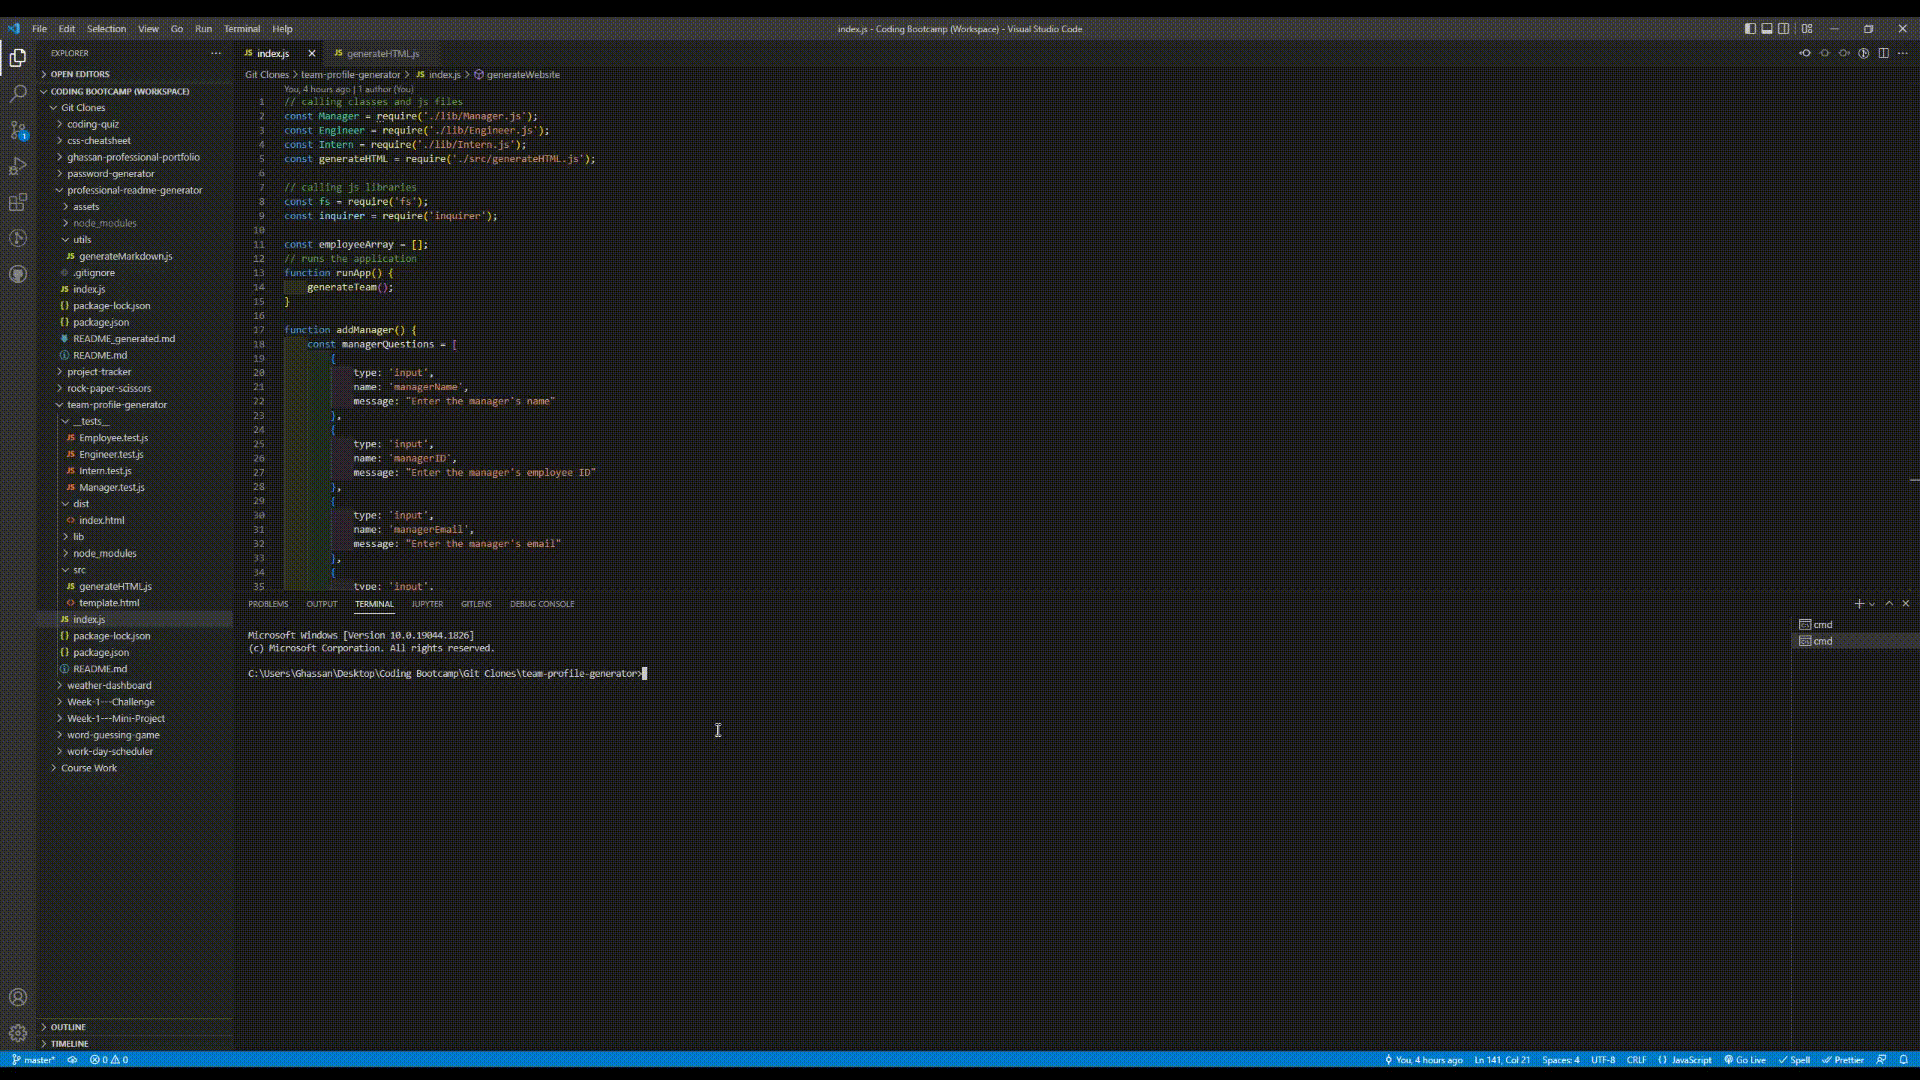 File Edit Selection View Go Run Terminal Help
index.js - Coding Bootcamp (Workspace) - Visual Studio Code
EXPLORER
OPEN EDITORS
CODING BOOTCAMP (WORKSPACE)
Git Clones
coding-quiz
css-cheatsheet
ghassan-professional-portfolio
password-generator
professional-readme-generator
assets
node_modules
utils
JS generateMarkdown.js
.gitignore
JS index.js
{} package-lock.json
{} package.json
README_generated.md
README.md
project-tracker
rock-paper-scissors
team-profile-generator
__tests__
JS Employee.test.js
JS Engineer.test.js
JS Intern.test.js
JS Manager.test.js
dist
<> index.html
lib
node_modules
src
JS generateHTML.js
<> template.html
JS index.js
{} package-lock.json
{} package.json
README.md
weather-dashboard
Week-1---Challenge
Week-1---Mini-Project
word-guessing-game
work-day-scheduler
Course Work
OUTLINE
TIMELINE
JS index.js
JS generateHTML.js
Git Clones > team-profile-generator > JS index.js > generateWebsite
You, 4 hours ago | 1 author (You)
1 // calling classes and js files
2 const Manager = require('./lib/Manager.js');
3 const Engineer = require('./lib/Engineer.js');
4 const Intern = require('./lib/Intern.js');
5 const generateHTML = require('./src/generateHTML.js');
6
7 // calling js libraries
8 const fs = require('fs');
9 const inquirer = require('inquirer');
10
11 const employeeArray = [];
12 // runs the application
13 function runApp() {
14 generateTeam();
15 }
16
17 function addManager() {
18 const managerQuestions = [
19 {
20 type: 'input',
21 name: 'managerName',
22 message: "Enter the manager's name"
23 },
24 {
25 type: 'input',
26 name: 'managerID',
27 message: "Enter the manager's employee ID"
28 },
29 {
30 type: 'input',
31 name: 'managerEmail',
32 message: "Enter the manager's email"
33 },
34 {
35 type: 'input',
PROBLEMS OUTPUT TERMINAL JUPYTER GITLENS DEBUG CONSOLE
Microsoft Windows [Version 10.0.19044.1826]
(c) Microsoft Corporation. All rights reserved.
C:\Users\Ghassan\Desktop\Coding Bootcamp\Git Clones\team-profile-generator>
cmd
cmd
master* 0 0
You, 4 hours ago Ln 141, Col 21 Spaces: 4 UTF-8 CRLF {} JavaScript Go Live Spell Prettier